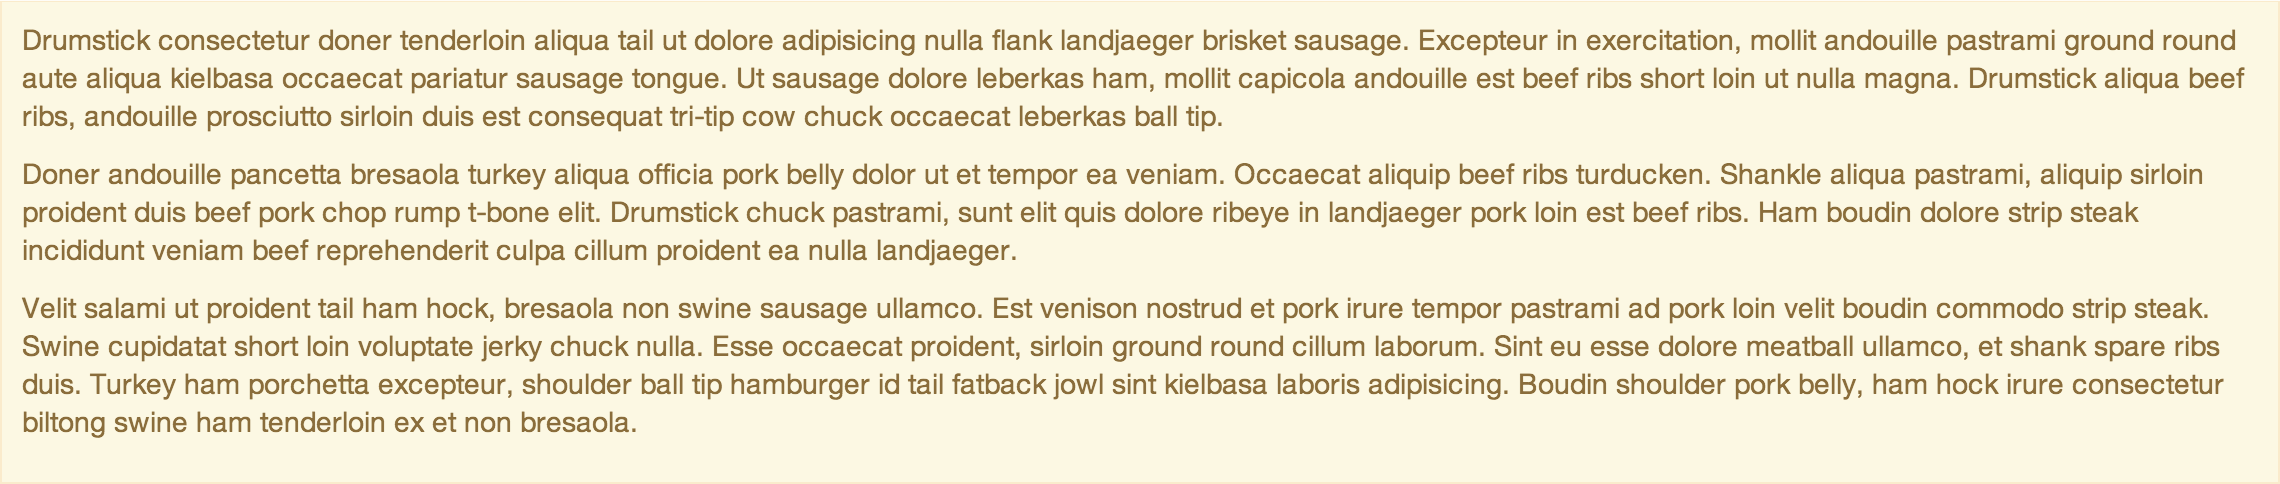 Drumstick consectetur doner tenderloin aliqua tail ut dolore adipisicing nulla flank landjaeger brisket sausage. Excepteur in exercitation, mollit andouille pastrami ground round
aute aliqua kielbasa occaecat pariatur sausage tongue. Ut sausage dolore leberkas ham, mollit capicola andouille est beef ribs short loin ut nulla magna. Drumstick aliqua beef
ribs, andouille prosciutto sirloin duis est consequat tri-tip cow chuck occaecat leberkas ball tip.
Doner andouille pancetta bresaola turkey aliqua officia pork belly dolor ut et tempor ea veniam. Occaecat aliquip beef ribs turducken. Shankle aliqua pastrami, aliquip sirloin
proident duis beef pork chop rump t-bone elit. Drumstick chuck pastrami, sunt elit quis dolore ribeye in landjaeger pork loin est beef ribs. Ham boudin dolore strip steak
incididunt veniam beef reprehenderit culpa cillum proident ea nulla landjaeger.
Velit salami ut proident tail ham hock, bresaola non swine sausage ullamco. Est venison nostrud et pork irure tempor pastrami ad pork loin velit boudin commodo strip steak.
Swine cupidatat short loin voluptate jerky chuck nulla. Esse occaecat proident, sirloin ground round cillum laborum. Sint eu esse dolore meatball ullamco, et shank spare ribs
duis. Turkey ham porchetta excepteur, shoulder ball tip hamburger id tail fatback jowl sint kielbasa laboris adipisicing. Boudin shoulder pork belly, ham hock irure consectetur
biltong swine ham tenderloin ex et non bresaola.